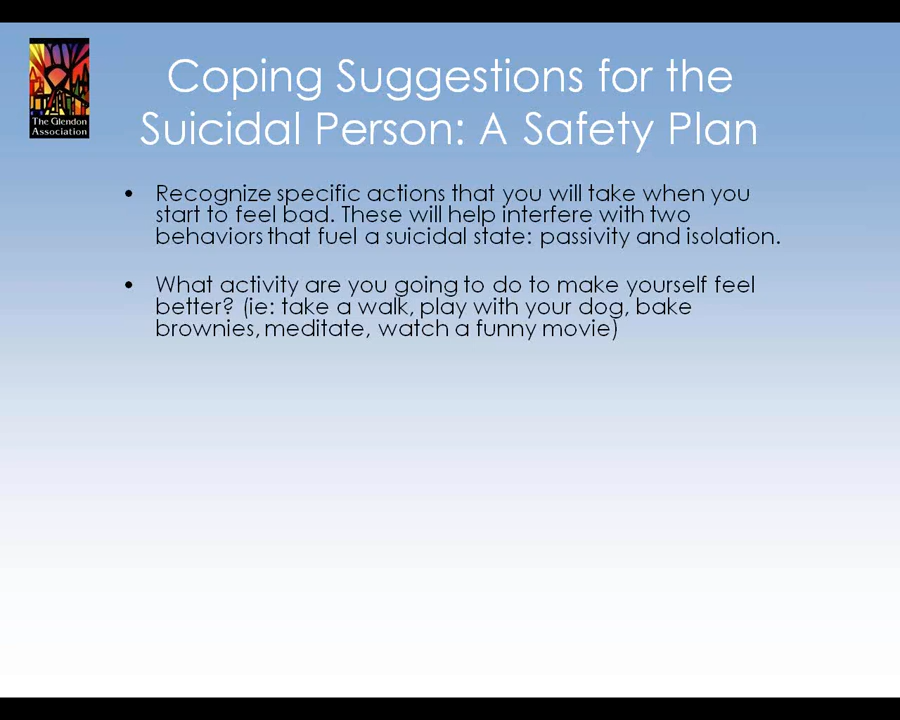 The Glendon
Association
Coping Suggestions for the
Suicidal Person: A Safety Plan
• Recognize specific actions that you will take when you
start to feel bad. These will help interfere with two
behaviors that fuel a suicidal state: passivity and isolation.
• What activity are you going to do to make yourself feel
better? (ie: take a walk, play with your dog, bake
brownies, meditate, watch a funny movie)